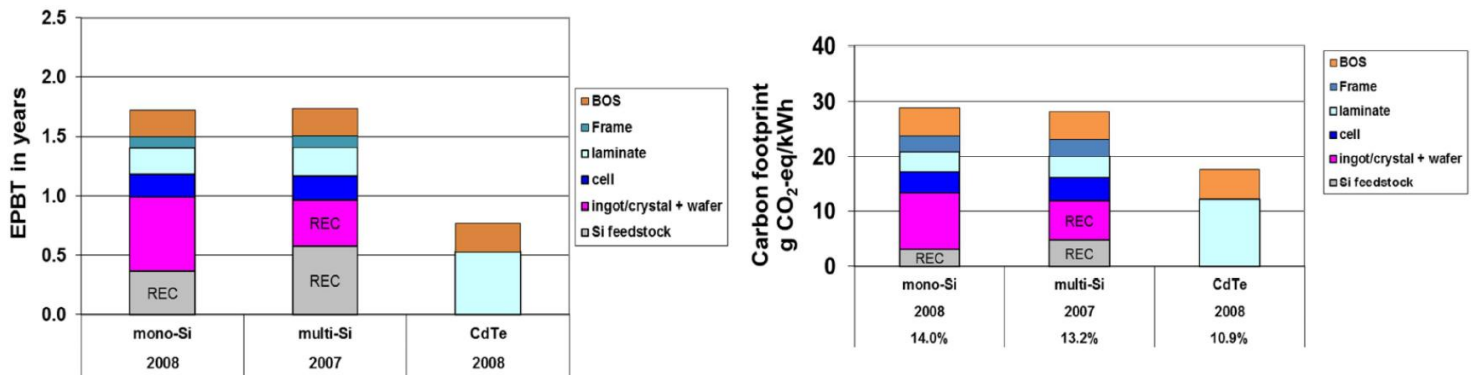 2.5
2.0
1.5
1.0
0.5
0.0
EPBT in years
REC
REC
REC
mono-Si
multi-Si
CdTe
2008
2007
2008
BOS
Frame
laminate
cell
ingot/crystal + wafer
Si feedstock
40
30
20
10
0
Carbon footprint
g CO₂-eq/kWh
REC
REC
REC
mono-Si
multi-Si
CdTe
2008
2007
2008
14.0%
13.2%
10.9%
BOS
Frame
laminate
cell
ingot/crystal + wafer
Si feedstock